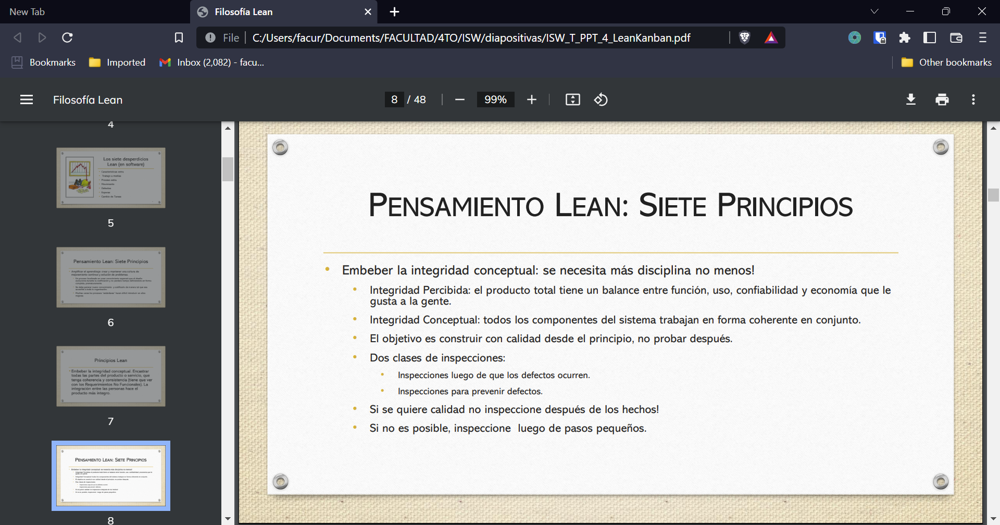 New Tab
Filosofía Lean
File
C:/Users/facur/Documents/FACULTAD/4TO/ISW/diapositivas/ISW_T_PPT_4_LeanKanban.pdf
Bookmarks
Imported
Inbox (2,082) - facu...
Other bookmarks
Filosofía Lean
8 / 48
99%
4
Los siete desperdicios
Lean (en software)
Características extra.
Trabajo a medias
Proceso extra
Movimiento
Defectos
Esperas
Cambio de Tareas
5
Pensamiento Lean: Siete Principios
Amplificar el aprendizaje: crear y mantener una cultura de
mejoramiento continuo y solución de problemas.
6
Principios Lean
Embeber la integridad conceptual. Encastrar
todas las partes del producto o servicio, que
tenga coherencia y consistencia (tiene que ver
con los Requerimientos No Funcionales). La
integración entre las personas hace el
producto más íntegro.
7
Pensamiento Lean: Siete Principios
8
Pensamiento Lean: Siete Principios
Embeber la integridad conceptual: se necesita más disciplina no menos!
Integridad Percibida: el producto total tiene un balance entre función, uso, confiabilidad y economía que le
gusta a la gente.
Integridad Conceptual: todos los componentes del sistema trabajan en forma coherente en conjunto.
El objetivo es construir con calidad desde el principio, no probar después.
Dos clases de inspecciones:
Inspecciones luego de que los defectos ocurren.
Inspecciones para prevenir defectos.
Si se quiere calidad no inspeccione después de los hechos!
Si no es posible, inspeccione luego de pasos pequeños.